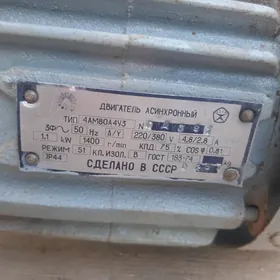 ДВИГАТЕЛЬ АСИНХРОННЫЙ
ТИП 4АМ80А4У3 N
3Ф~ 50 Hz Δ/Y 220/380 V 4,8/2,8 A
1.1 kW 1400 r/min КПД 75 % COS φ 0.81
РЕЖИМ S1 КЛ.ИЗОЛ. B ГОСТ 183-74
IP44 СДЕЛАНО В СССР